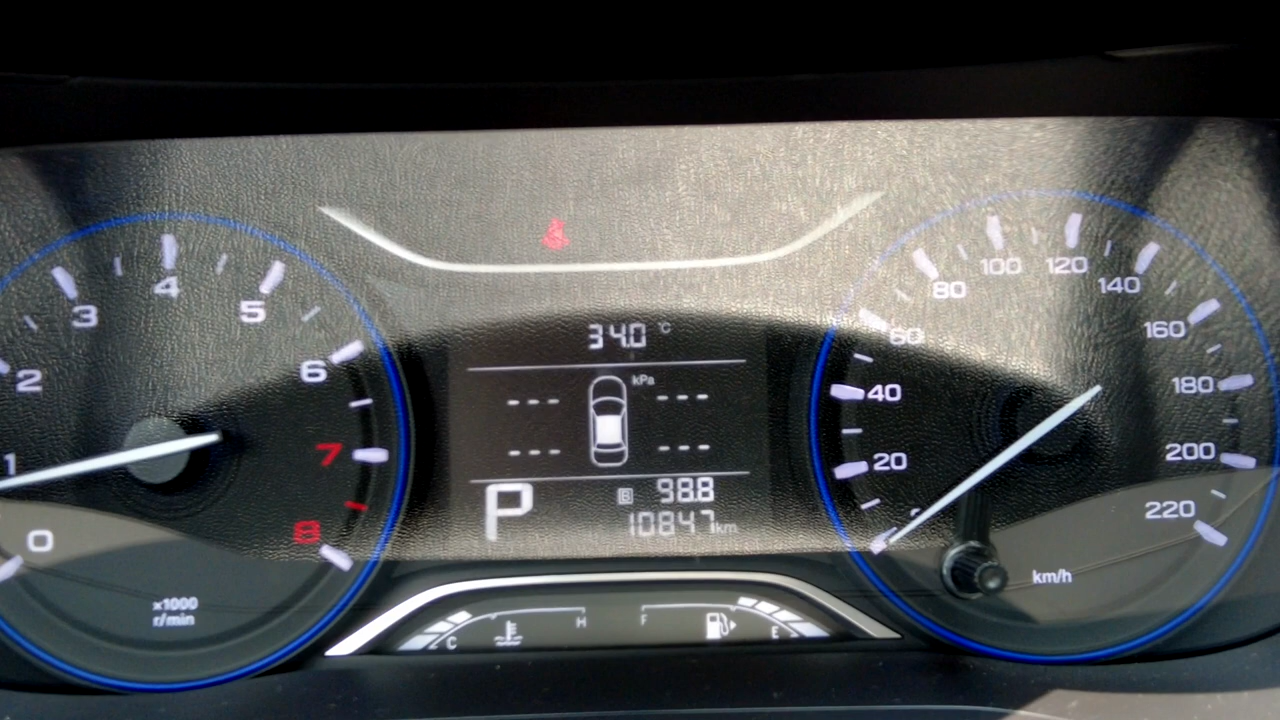 0
1
2
3
4
5
6
7
8
x1000
r/min
34.0 °C
kPa
--- ---
--- ---
P
B 98.8
10847km
C
H
F
E
20
40
60
80
100
120
140
160
180
200
220
km/h